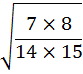 √(7 × 8 / 14 × 15)